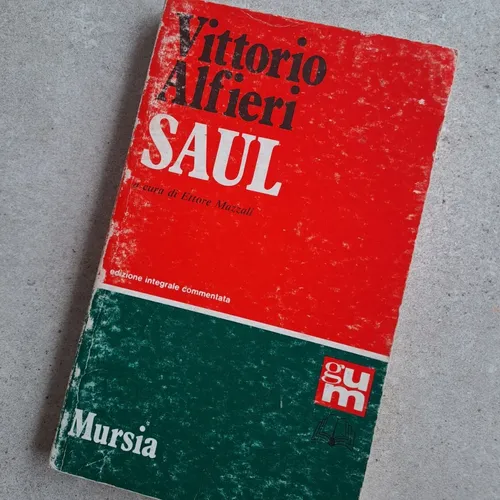 Vittorio
Alfieri
SAUL
a cura di Ettore Mazzali
edizione integrale commentata
gum
Mursia